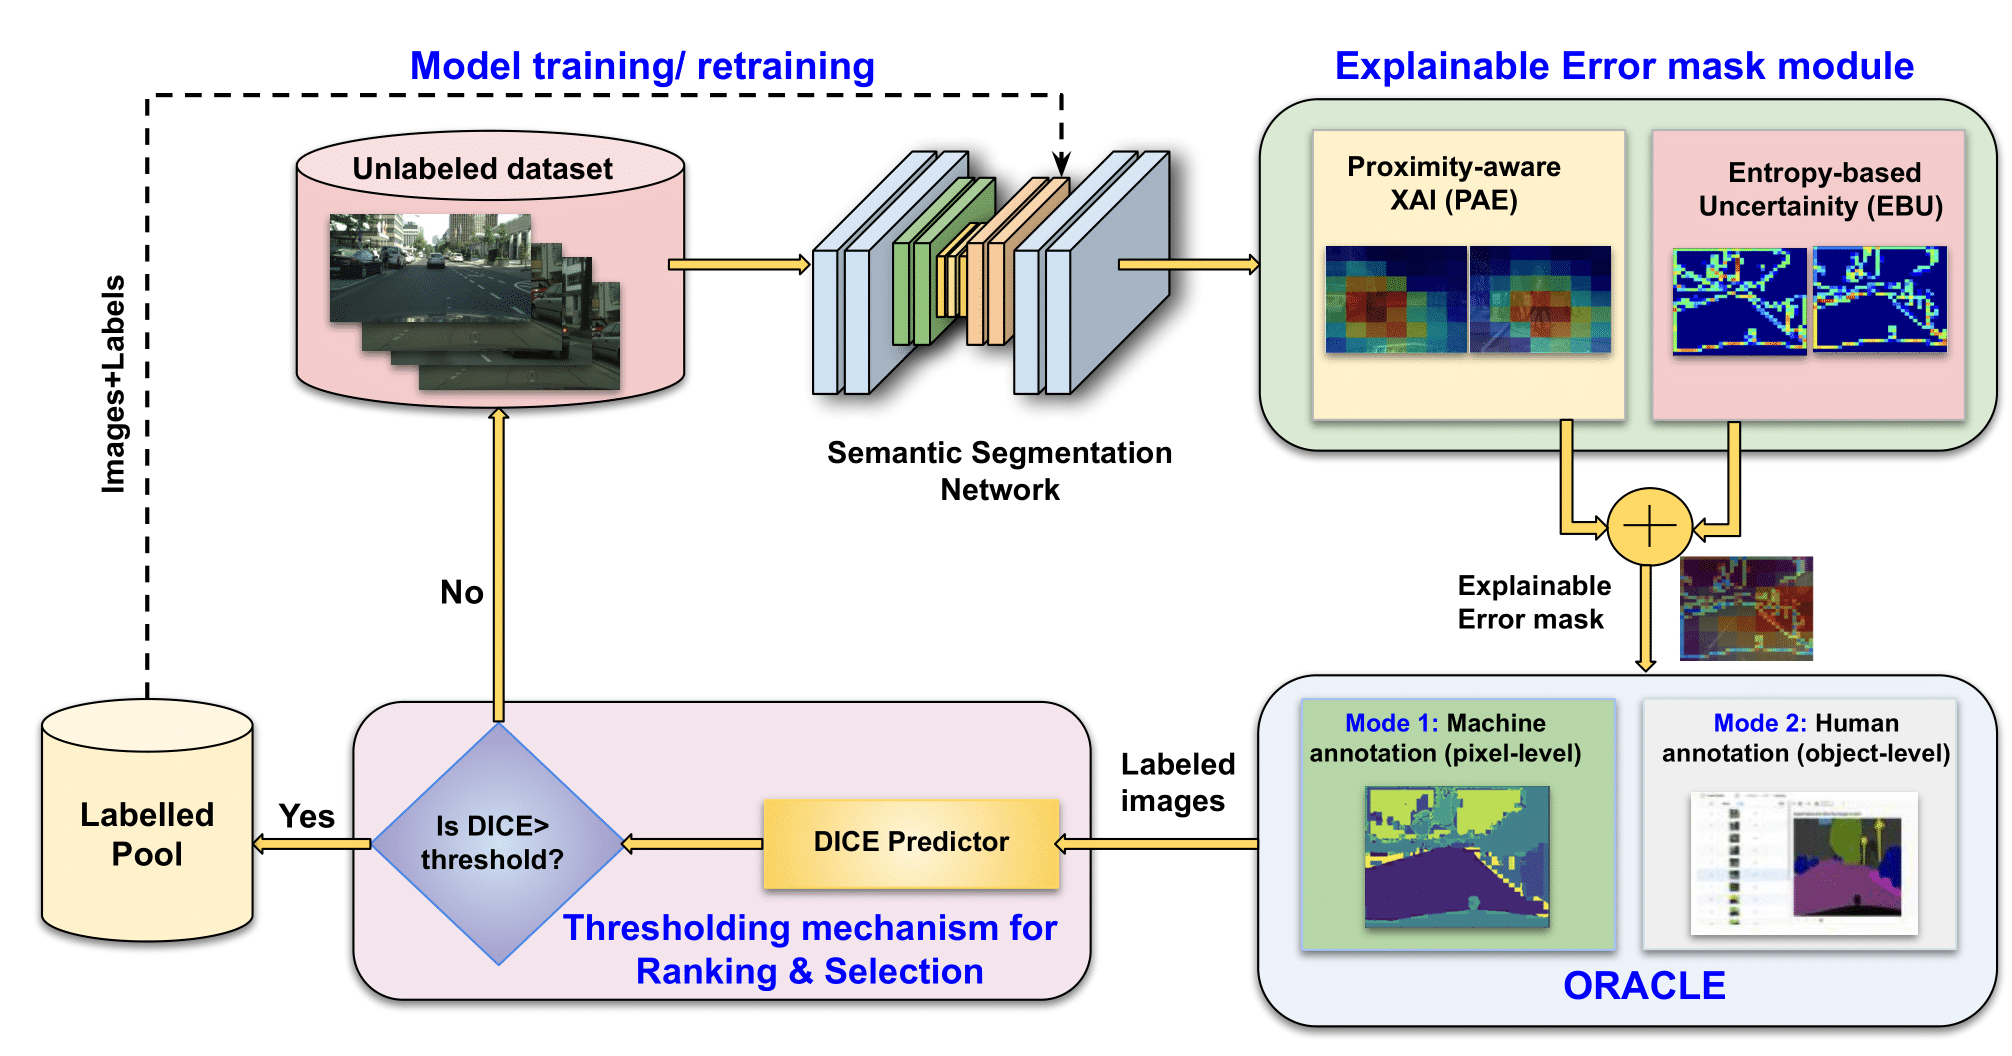 Model training/ retraining
Explainable Error mask module
Unlabeled dataset
Proximity-aware
XAI (PAE)
Entropy-based
Uncertainity (EBU)
Images+Labels
Semantic Segmentation
Network
No
Explainable
Error mask
Mode 1: Machine
annotation (pixel-level)
Mode 2: Human
annotation (object-level)
Labeled
images
Labelled
Pool
Yes
Is DICE>
threshold?
DICE Predictor
Thresholding mechanism for
Ranking & Selection
ORACLE